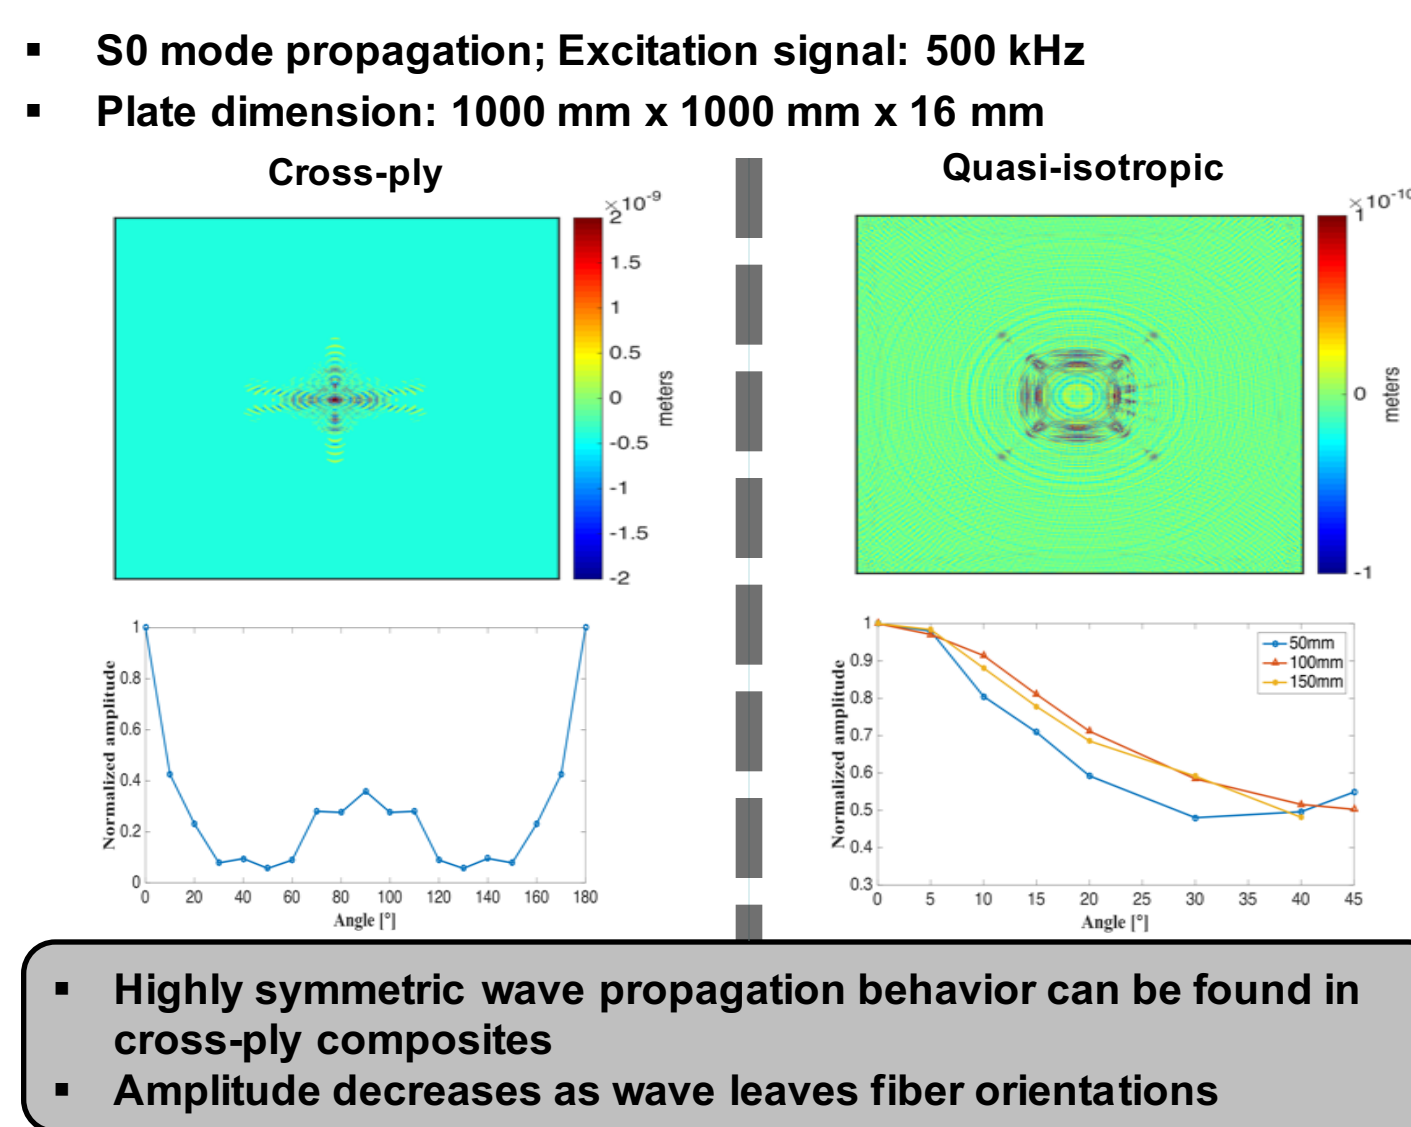 ▪ S0 mode propagation; Excitation signal: 500 kHz
▪ Plate dimension: 1000 mm x 1000 mm x 16 mm
Cross-ply
×10-9
2
1.5
1
0.5
0
-0.5
-1
-1.5
-2
meters
Quasi-isotropic
×10-10
1
0
-1
meters
1
0.8
0.6
0.4
0.2
0
Normalized amplitude
0 20 40 60 80 100 120 140 160 180
Angle [°]
1
0.9
0.8
0.7
0.6
0.5
0.4
0.3
Normalized amplitude
50mm
100mm
150mm
0 5 10 15 20 25 30 35 40 45
Angle [°]
▪ Highly symmetric wave propagation behavior can be found in
cross-ply composites
▪ Amplitude decreases as wave leaves fiber orientations